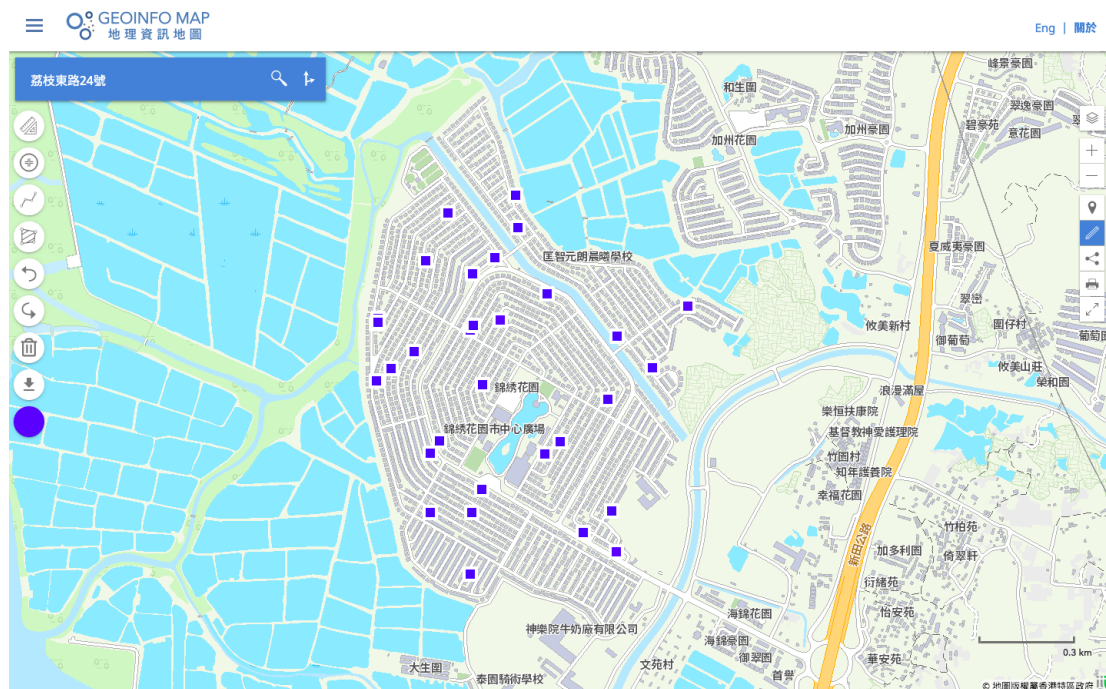 GEOINFO MAP
地理資訊地圖
Eng | 關於
荔枝東路24號
峰景豪園
和生圍
翠逸豪園
碧豪苑
意花園
加州豪園
加州花園
匡智元朗晨曦學校
夏威夷豪園
翠巒
攸美新村
圍仔村
御葡萄
葡萄園
攸美山莊
榮和園
錦綉花園
浪漫滿屋
樂恒扶康院
錦綉花園市中心廣場
基督教神愛護理院
竹園村
知年護養院
幸福花園
新田公路
竹柏苑
加多利園
倚翠軒
衍緒苑
怡安苑
海錦花園
神樂院牛奶廠有限公司
海錦豪園
御翠園
文苑村
華安苑
大生圍
首譽
泰園騎術學校
0.3 km
© 地圖版權屬香港特區政府